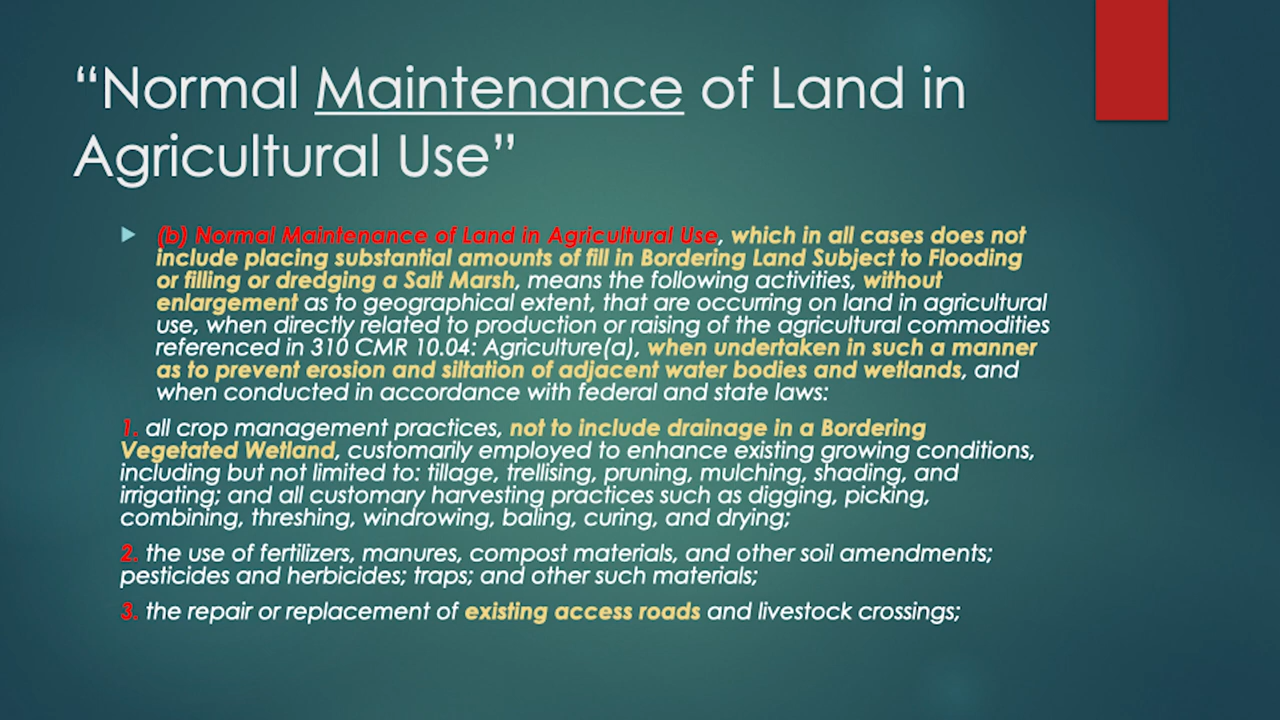 “Normal Maintenance of Land in
Agricultural Use”
(b) Normal Maintenance of Land in Agricultural Use, which in all cases does not
include placing substantial amounts of fill in Bordering Land Subject to Flooding
or filling or dredging a Salt Marsh, means the following activities, without
enlargement as to geographical extent, that are occurring on land in agricultural
use, when directly related to production or raising of the agricultural commodities
referenced in 310 CMR 10.04: Agriculture(a), when undertaken in such a manner
as to prevent erosion and siltation of adjacent water bodies and wetlands, and
when conducted in accordance with federal and state laws:
1. all crop management practices, not to include drainage in a Bordering
Vegetated Wetland, customarily employed to enhance existing growing conditions,
including but not limited to: tillage, trellising, pruning, mulching, shading, and
irrigating; and all customary harvesting practices such as digging, picking,
combining, threshing, windrowing, baling, curing, and drying;
2. the use of fertilizers, manures, compost materials, and other soil amendments;
pesticides and herbicides; traps; and other such materials;
3. the repair or replacement of existing access roads and livestock crossings;